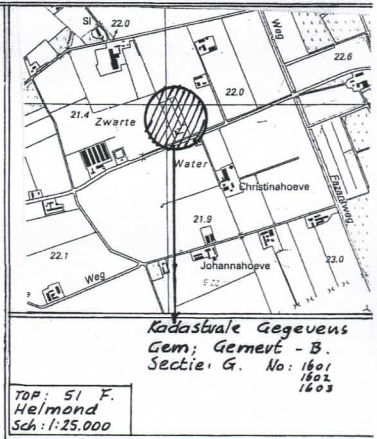 Sl
22.0
Weg
22.6
22.0
21.4
Zwarte
Water
Christinahoeve
Fazantweg
21.9
22.1
Johannahoeve
23.0
Weg
Kadastrale Gegevens
Gem; Gemert - B.
Sectie: G. No: 1601
1602
1603
TOP: 51 F.
Helmond
Sch: 1:25.000